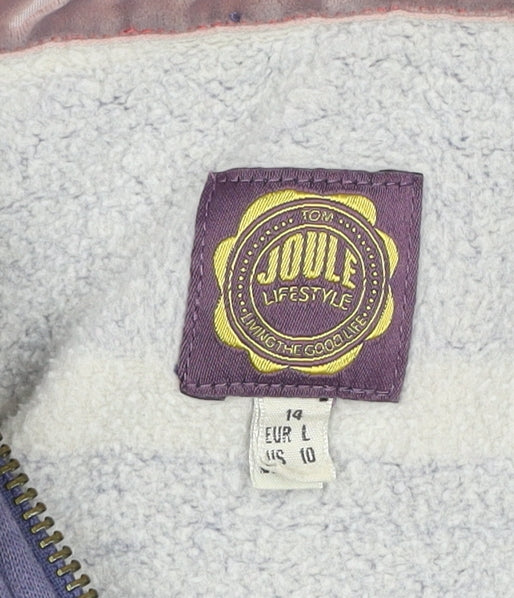 TOM
JOULE
LIFESTYLE
LIVING THE GOOD LIFE
14
EUR L
US 10